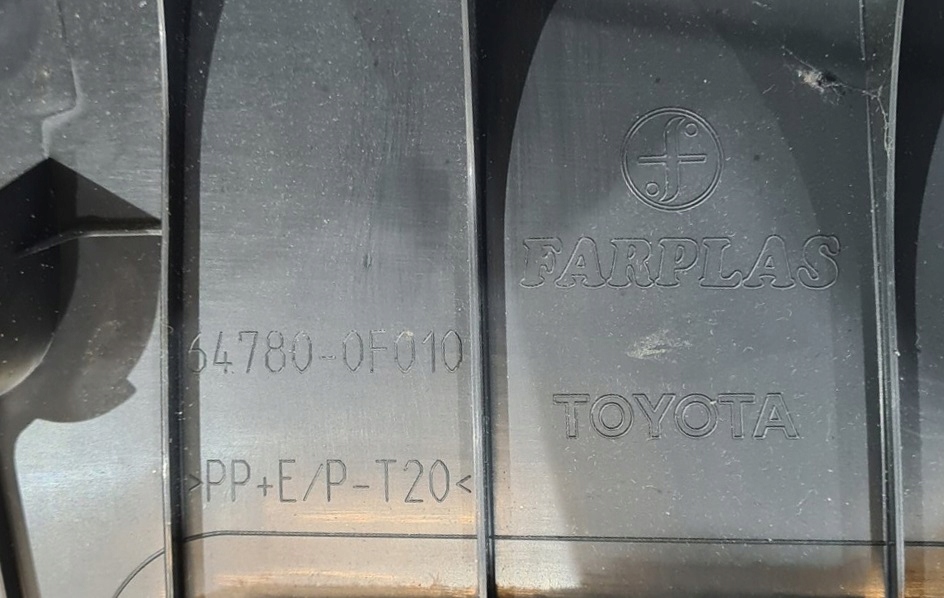 FARPLAS
64780-0F010
TOYOTA
>PP+E/P-T20<